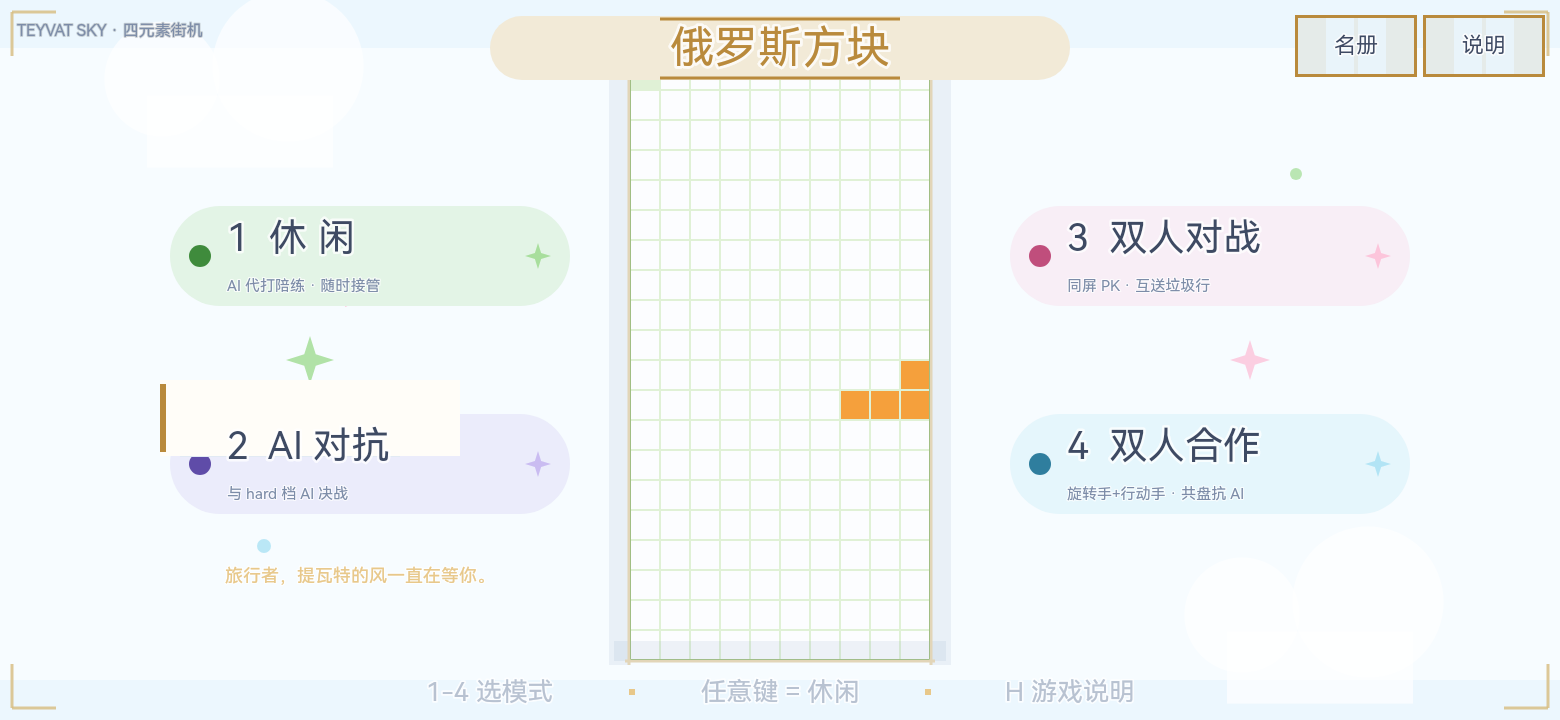 TEYVAT SKY · 四元素街机
俄罗斯方块
名册
说明
1 休 闲
AI 代打陪练 · 随时接管
2 AI 对抗
与 hard 档 AI 决战
旅行者，提瓦特的风一直在等你。
3 双人对战
同屏 PK · 互送垃圾行
4 双人合作
旋转手+行动手 · 共盘抗 AI
1-4 选模式 ▪ 任意键 = 休闲 ▪ H 游戏说明